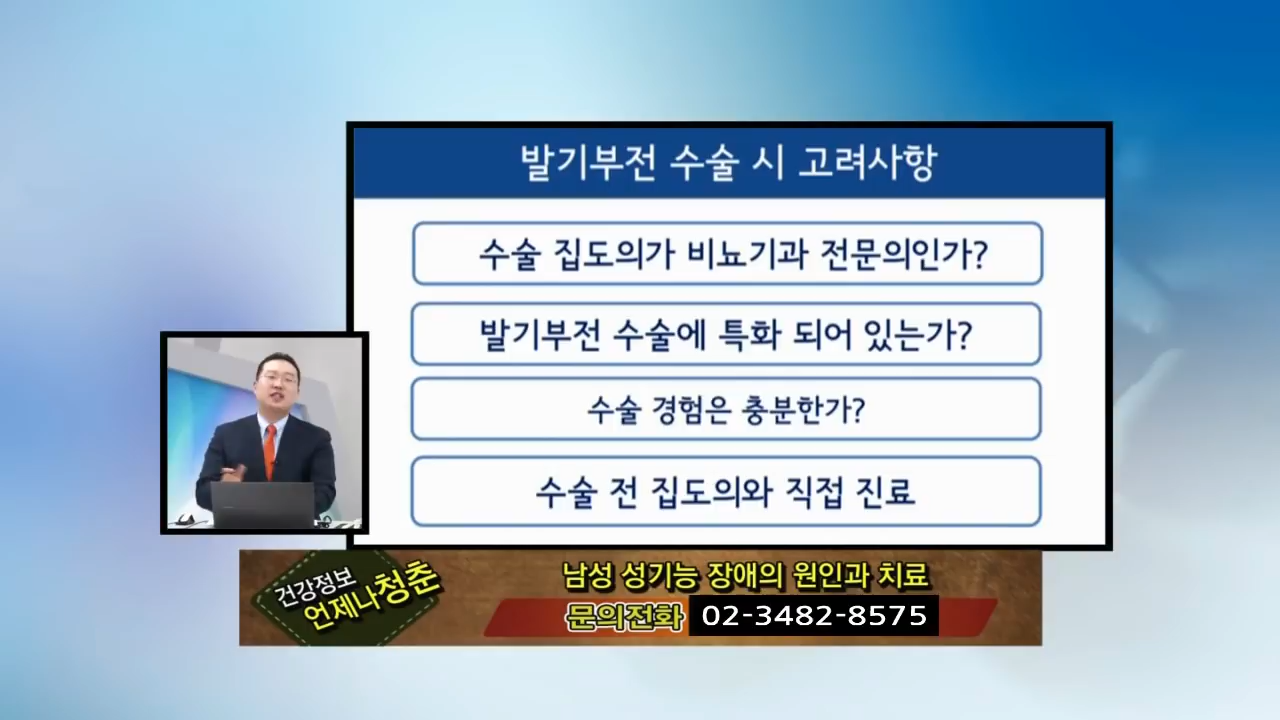 발기부전 수술 시 고려사항
수술 집도의가 비뇨기과 전문의인가?
발기부전 수술에 특화 되어 있는가?
수술 경험은 충분한가?
수술 전 집도의와 직접 진료
건강정보
언제나청춘
남성 성기능 장애의 원인과 치료
문의전화 02-3482-8575